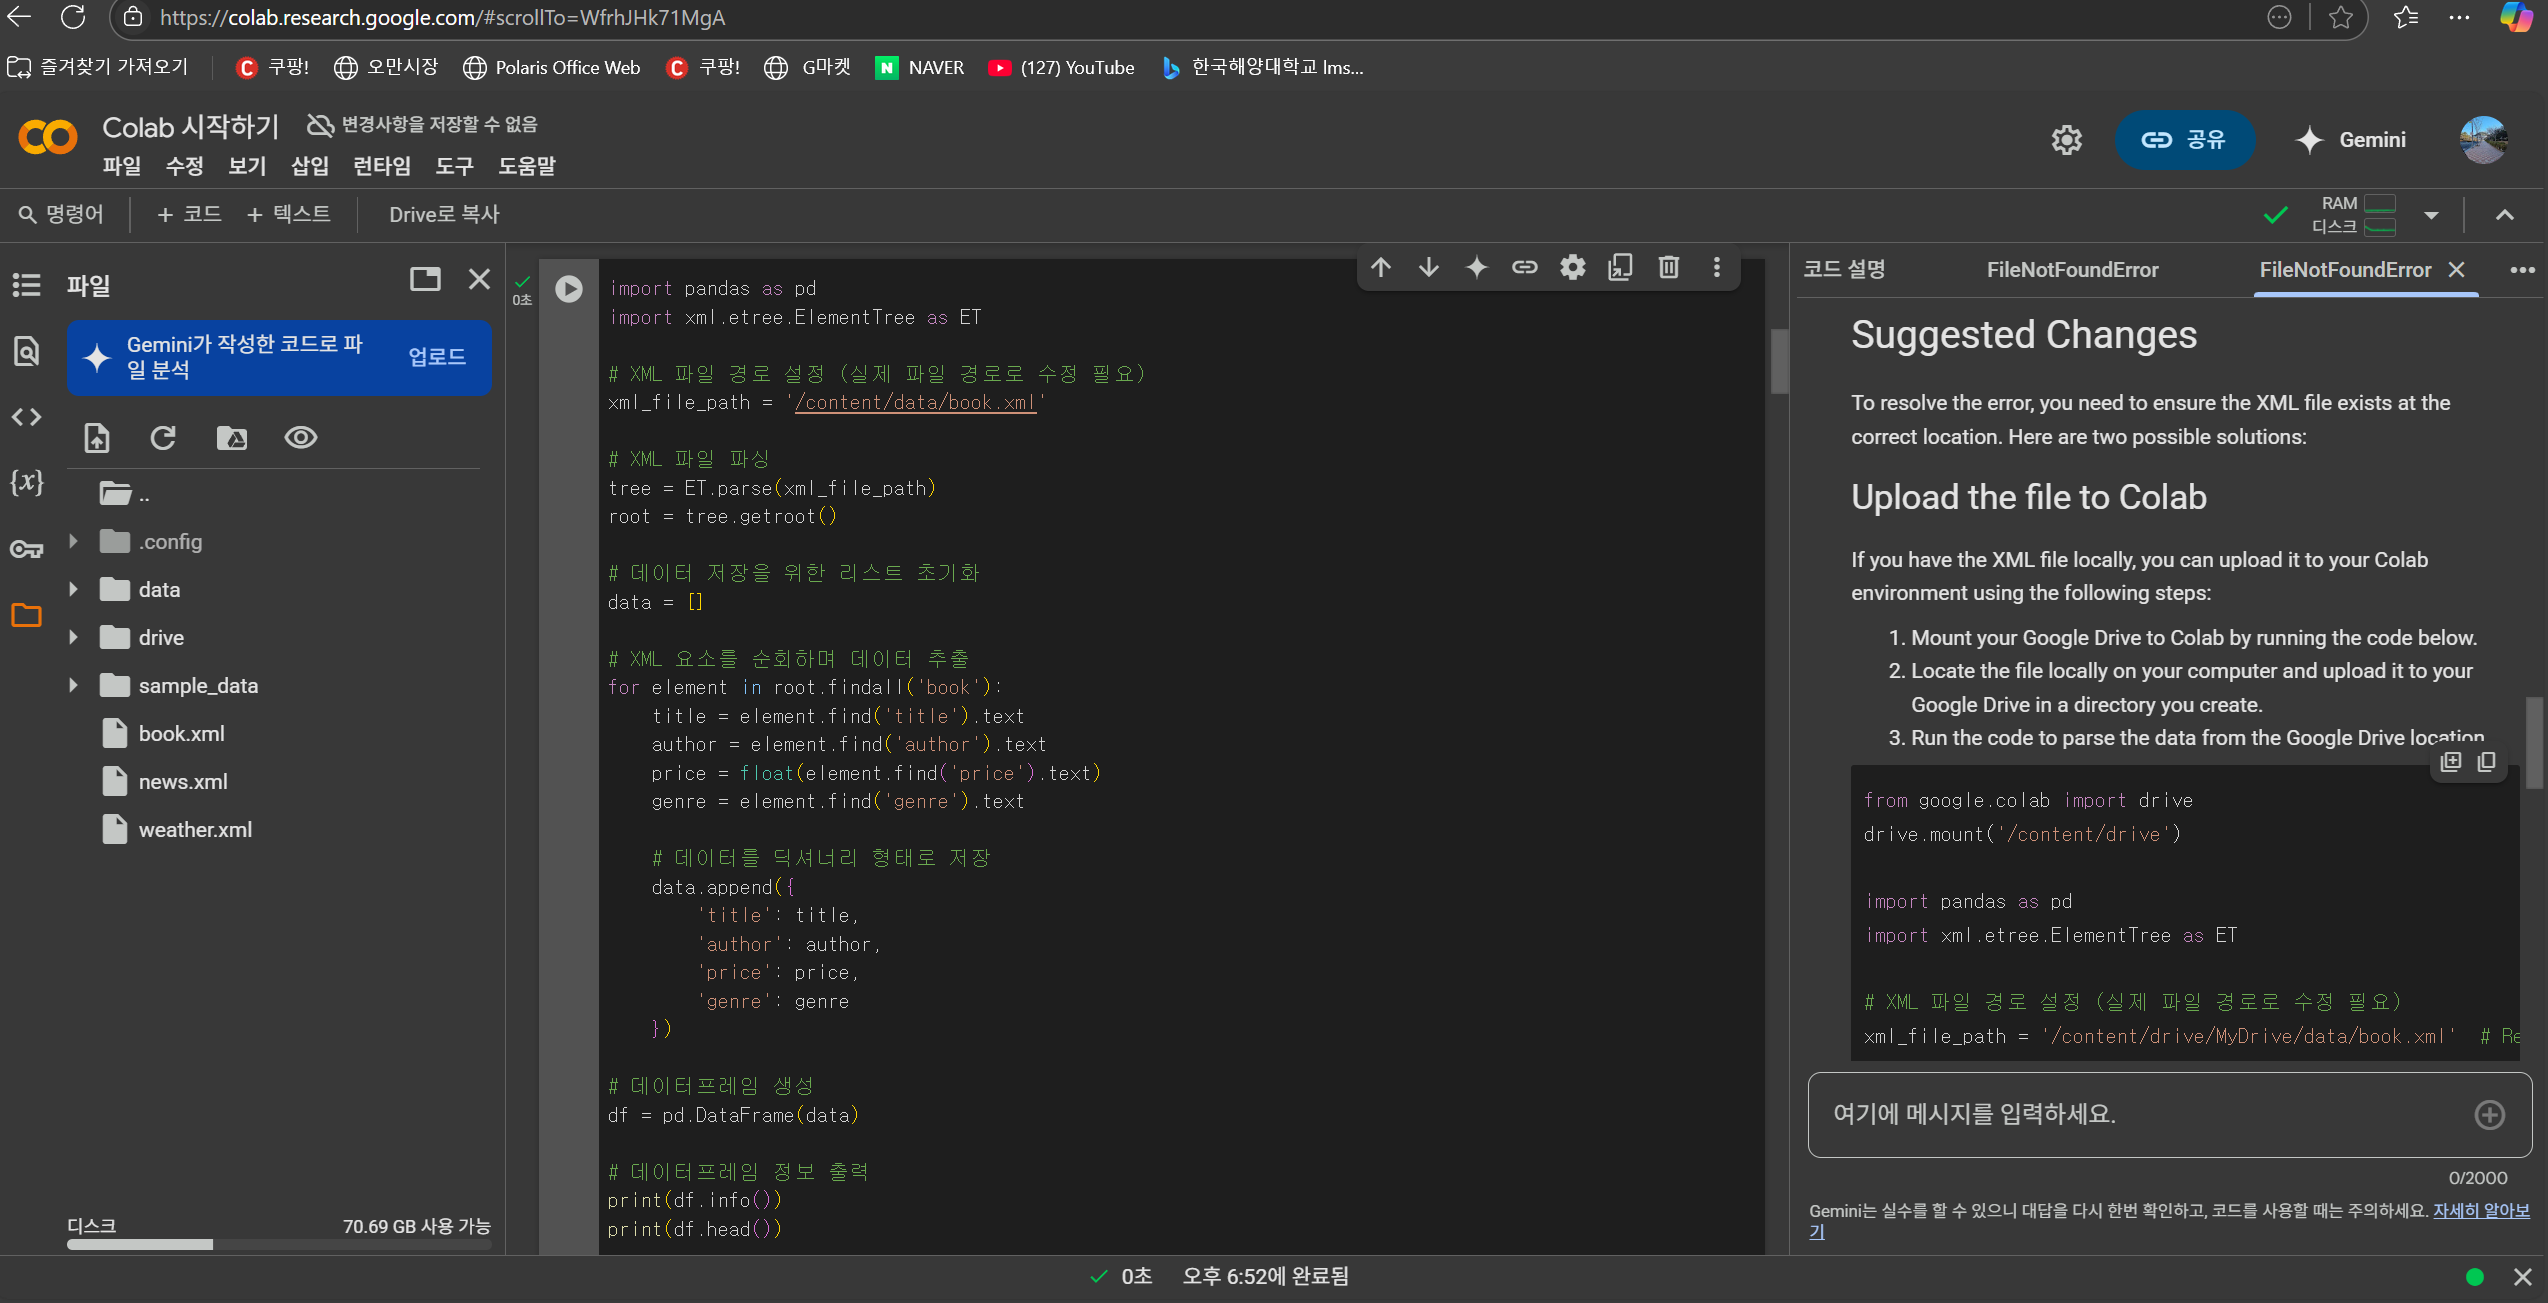 https://colab.research.google.com/#scrollTo=WfrhJHk71MgA
즐겨찾기 가져오기
쿠팡!
오만시장
Polaris Office Web
쿠팡!
G마켓
NAVER
(127) YouTube
한국해양대학교 lms...
Colab 시작하기
변경사항을 저장할 수 없음
파일 수정 보기 삽입 런타임 도구 도움말
공유
Gemini
명령어
+ 코드 + 텍스트
Drive로 복사
RAM
디스크
파일
Gemini가 작성한 코드로 파
일 분석
업로드
..
.config
data
drive
sample_data
book.xml
news.xml
weather.xml
디스크
70.69 GB 사용 가능
0초
import pandas as pd
import xml.etree.ElementTree as ET
# XML 파일 경로 설정 (실제 파일 경로로 수정 필요)
xml_file_path = '/content/data/book.xml'
# XML 파일 파싱
tree = ET.parse(xml_file_path)
root = tree.getroot()
# 데이터 저장을 위한 리스트 초기화
data = []
# XML 요소를 순회하며 데이터 추출
for element in root.findall('book'):
    title = element.find('title').text
    author = element.find('author').text
    price = float(element.find('price').text)
    genre = element.find('genre').text
    # 데이터를 딕셔너리 형태로 저장
    data.append({
        'title': title,
        'author': author,
        'price': price,
        'genre': genre
    })
# 데이터프레임 생성
df = pd.DataFrame(data)
# 데이터프레임 정보 출력
print(df.info())
print(df.head())
코드 설명
FileNotFoundError
FileNotFoundError
Suggested Changes
To resolve the error, you need to ensure the XML file exists at the
correct location. Here are two possible solutions:
Upload the file to Colab
If you have the XML file locally, you can upload it to your Colab
environment using the following steps:
1. Mount your Google Drive to Colab by running the code below.
2. Locate the file locally on your computer and upload it to your
Google Drive in a directory you create.
3. Run the code to parse the data from the Google Drive location
from google.colab import drive
drive.mount('/content/drive')
import pandas as pd
import xml.etree.ElementTree as ET
# XML 파일 경로 설정 (실제 파일 경로로 수정 필요)
xml_file_path = '/content/drive/MyDrive/data/book.xml'  # Re
여기에 메시지를 입력하세요.
0/2000
Gemini는 실수를 할 수 있으니 대답을 다시 한번 확인하고, 코드를 사용할 때는 주의하세요. 자세히 알아보
기
0초 오후 6:52에 완료됨